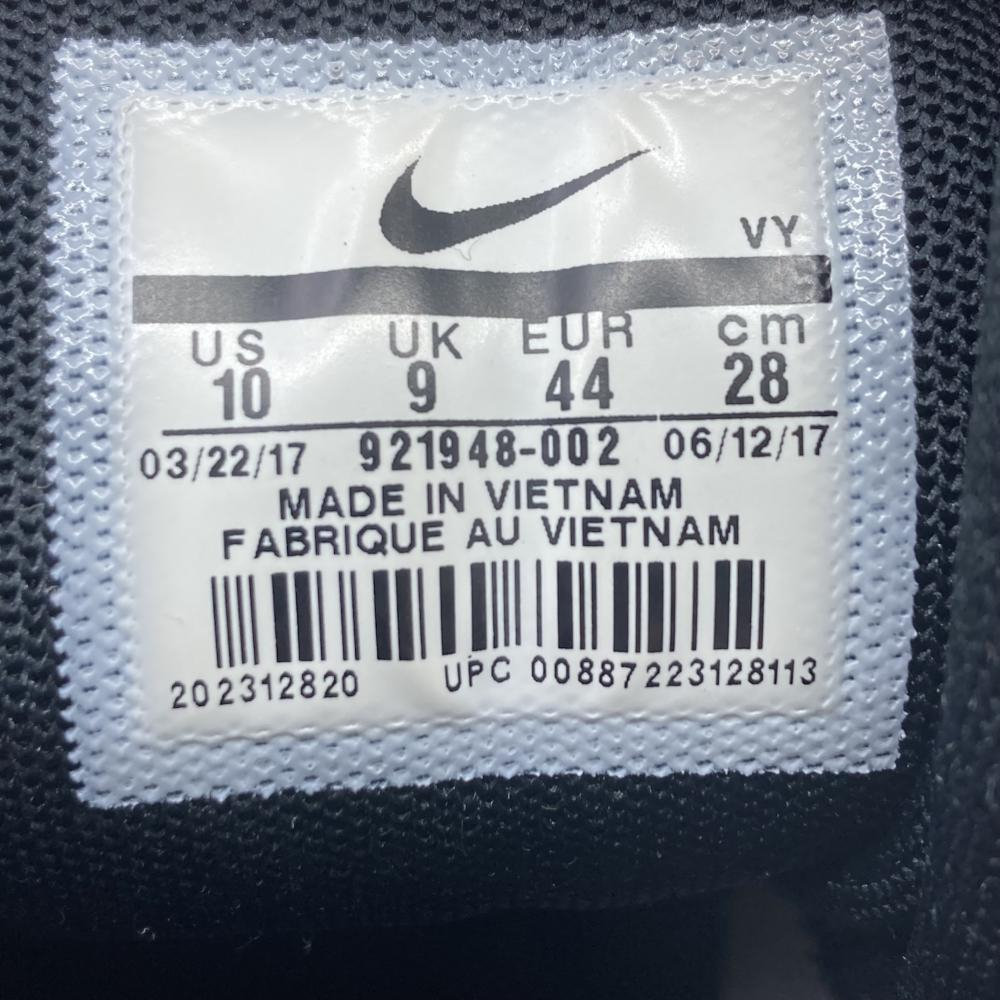 VY
US UK EUR cm
10 9 44 28
03/22/17 921948-002 06/12/17
MADE IN VIETNAM
FABRIQUE AU VIETNAM
202312820 UPC 00887223128113